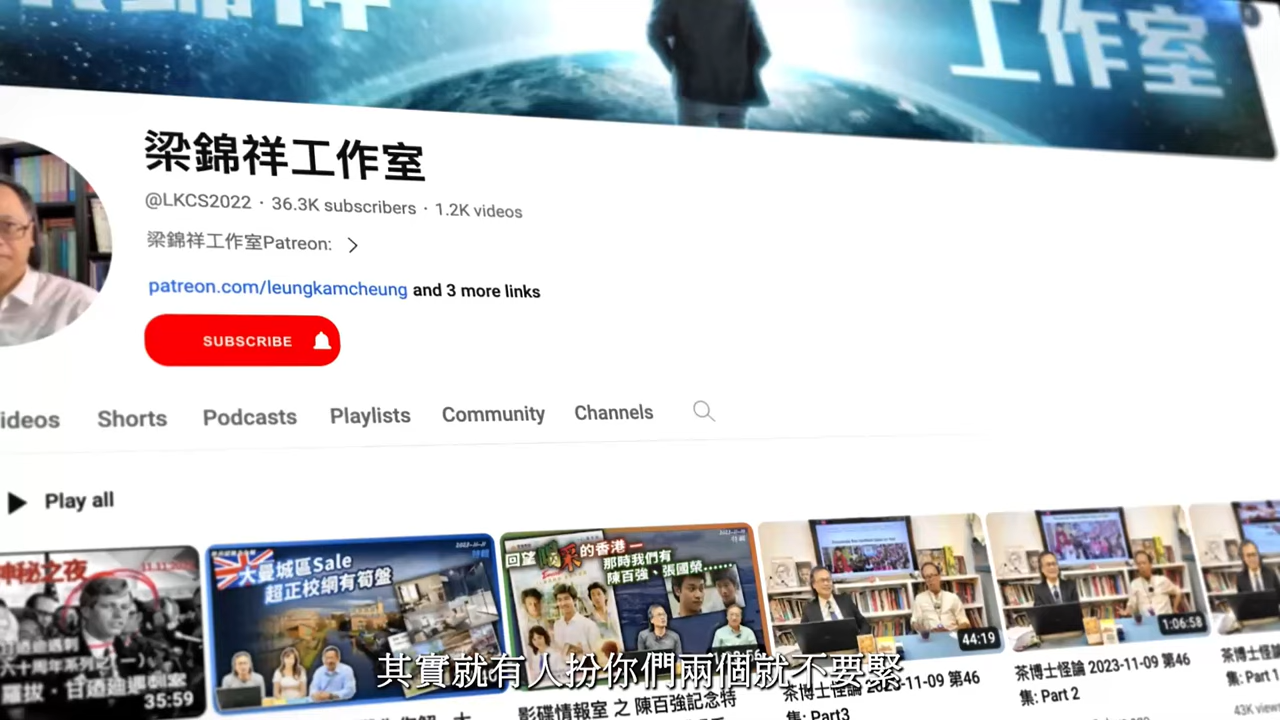 工作室
梁錦祥工作室
@LKCS2022 · 36.3K subscribers · 1.2K videos
梁錦祥工作室Patreon:
patreon.com/leungkamcheung and 3 more links
SUBSCRIBE
Shorts
Podcasts
Playlists
Community
Channels
Play all
神秘之夜
35:59
大曼城區Sale
超正校網有筍盤
回望喝采的香港一
那時我們有
陳百強、張國榮......
44:19
1:06:58
其實就有人扮你們兩個就不要緊
影碟情報室 之 陳百強記念特
茶博士怪論 2023-11-09 第46
集: Part3
茶博士怪論 2023-11-09 第46
集: Part 2
茶博士怪論
集: Part 1
43K views